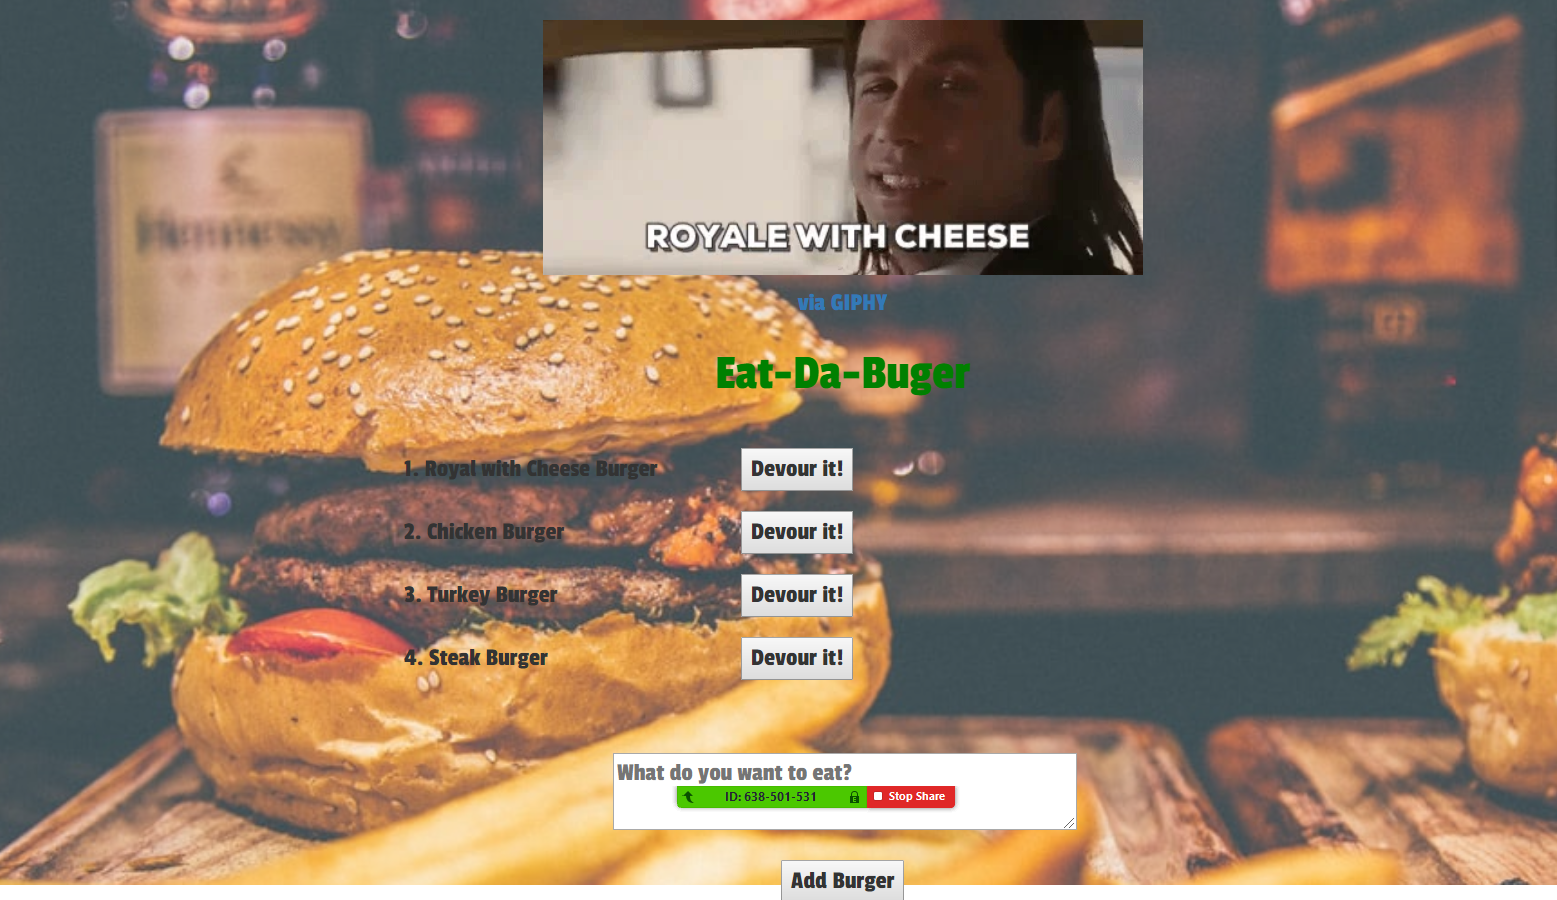 Hennessy
ROYALE WITH CHEESE
via GIPHY
Eat-Da-Buger
1. Royal with Cheese Burger
Devour it!
2. Chicken Burger
Devour it!
3. Turkey Burger
Devour it!
4. Steak Burger
Devour it!
What do you want to eat?
ID: 638-501-531
Stop Share
Add Burger